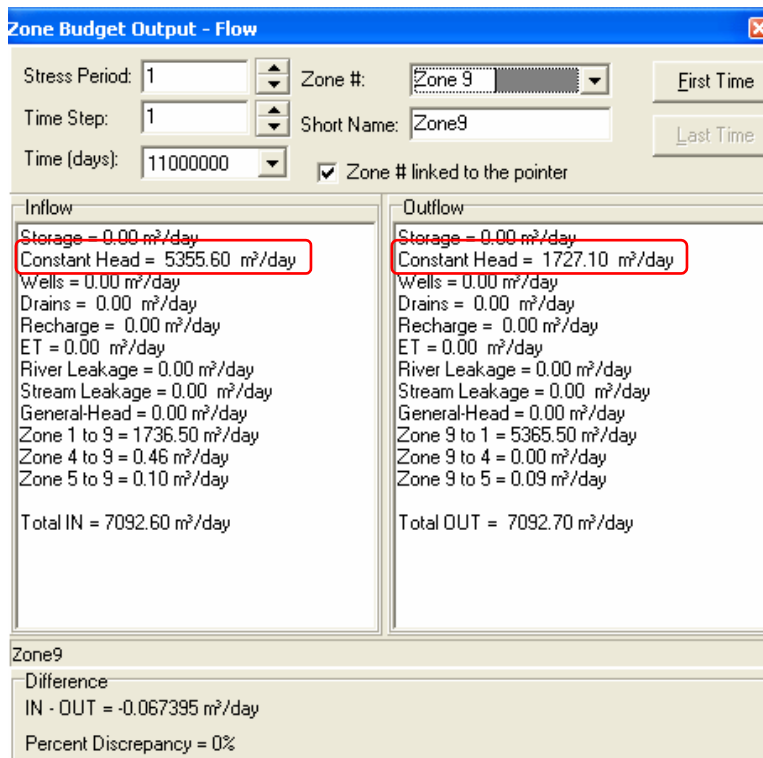 Zone Budget Output - Flow
Stress Period: 1 Zone #: Zone 9 First Time
Time Step: 1 Short Name: Zone9 Last Time
Time (days): 11000000 Zone # linked to the pointer
Inflow
Storage = 0.00 m³/day
Constant Head = 5355.60 m³/day
Wells = 0.00 m³/day
Drains = 0.00 m³/day
Recharge = 0.00 m³/day
ET = 0.00 m³/day
River Leakage = 0.00 m³/day
Stream Leakage = 0.00 m³/day
General-Head = 0.00 m³/day
Zone 1 to 9 = 1736.50 m³/day
Zone 4 to 9 = 0.46 m³/day
Zone 5 to 9 = 0.10 m³/day
Total IN = 7092.60 m³/day
Outflow
Storage = 0.00 m³/day
Constant Head = 1727.10 m³/day
Wells = 0.00 m³/day
Drains = 0.00 m³/day
Recharge = 0.00 m³/day
ET = 0.00 m³/day
River Leakage = 0.00 m³/day
Stream Leakage = 0.00 m³/day
General-Head = 0.00 m³/day
Zone 9 to 1 = 5365.50 m³/day
Zone 9 to 4 = 0.00 m³/day
Zone 9 to 5 = 0.09 m³/day
Total OUT = 7092.70 m³/day
Zone9
Difference
IN - OUT = -0.067395 m³/day
Percent Discrepancy = 0%